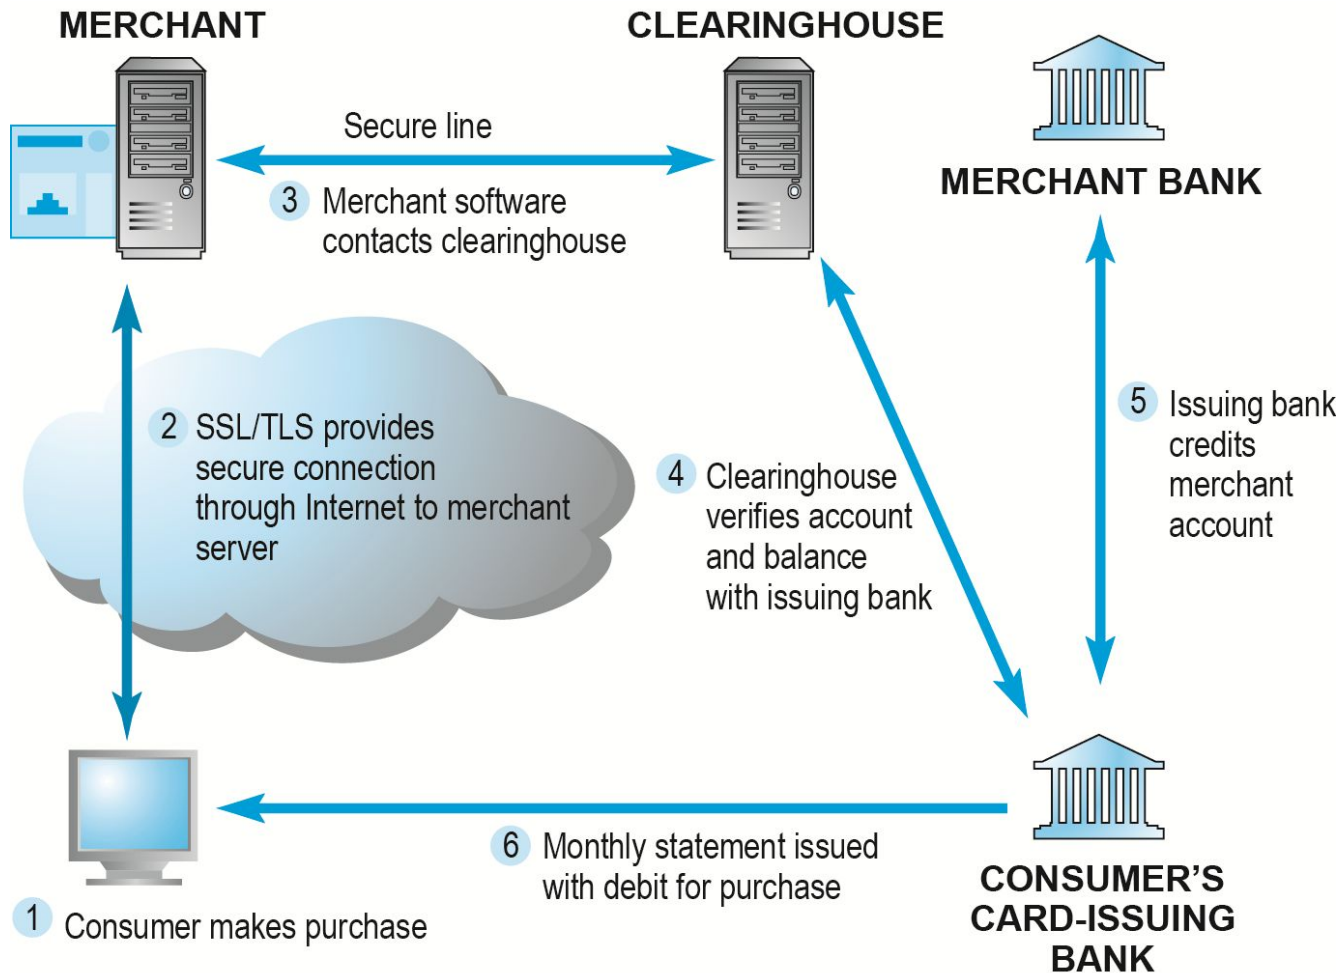 MERCHANT
CLEARINGHOUSE
MERCHANT BANK
Secure line
3 Merchant software
contacts clearinghouse
2 SSL/TLS provides
secure connection
through Internet to merchant
server
4 Clearinghouse
verifies account
and balance
with issuing bank
5 Issuing bank
credits
merchant
account
6 Monthly statement issued
with debit for purchase
1 Consumer makes purchase
CONSUMER’S
CARD-ISSUING
BANK